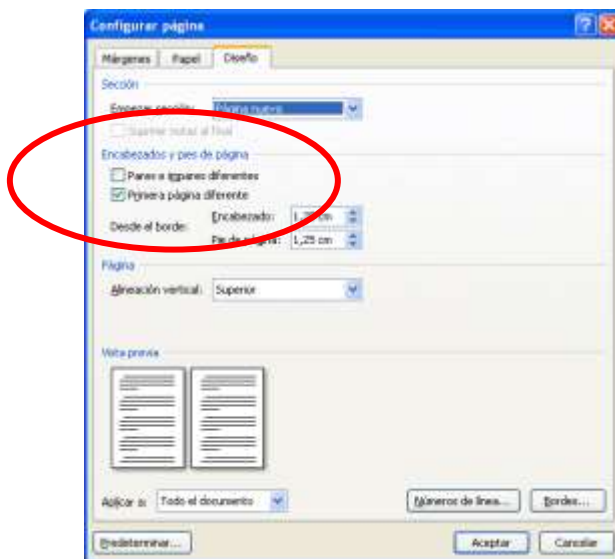 Configurar página
Márgenes Papel Diseño
Sección
Empezar sección: Página nueva
Suprimir notas al final
Encabezados y pies de página
Pares e impares diferentes
Primera página diferente
Desde el borde:
Encabezado: 1,25 cm
Pie de página: 1,25 cm
Página
Alineación vertical: Superior
Vista previa
Aplicar a: Todo el documento
Números de línea... Bordes...
Predeterminar... Aceptar Cancelar